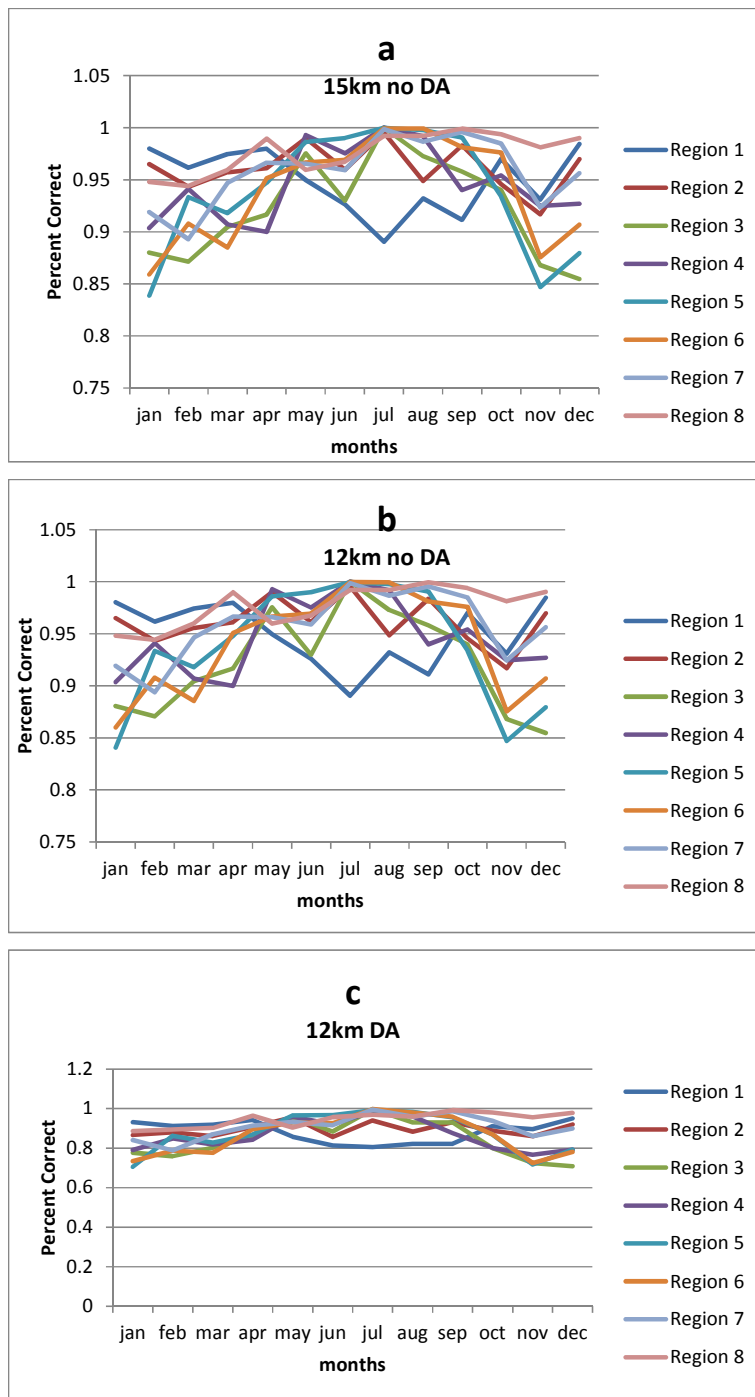 a
15km no DA
1.05
1
0.95
0.9
0.85
0.8
0.75
Percent Correct
jan feb mar apr may jun jul aug sep oct nov dec
months
Region 1
Region 2
Region 3
Region 4
Region 5
Region 6
Region 7
Region 8
b
12km no DA
1.05
1
0.95
0.9
0.85
0.8
0.75
Percent Correct
jan feb mar apr may jun jul aug sep oct nov dec
months
Region 1
Region 2
Region 3
Region 4
Region 5
Region 6
Region 7
Region 8
c
12km DA
1.2
1
0.8
0.6
0.4
0.2
0
Percent Correct
jan feb mar apr may jun jul aug sep oct nov dec
months
Region 1
Region 2
Region 3
Region 4
Region 5
Region 6
Region 7
Region 8